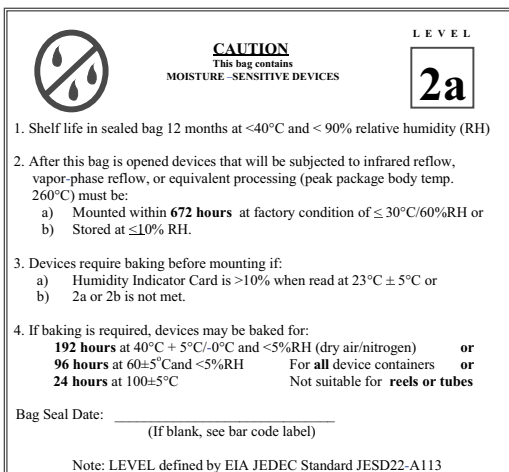 LEVEL
CAUTION
This bag contains
MOISTURE –SENSITIVE DEVICES
2a
1. Shelf life in sealed bag 12 months at <40°C and < 90% relative humidity (RH)
2. After this bag is opened devices that will be subjected to infrared reflow,
vapor-phase reflow, or equivalent processing (peak package body temp.
260°C) must be:
a) Mounted within 672 hours at factory condition of ≤ 30°C/60%RH or
b) Stored at ≤10% RH.
3. Devices require baking before mounting if:
a) Humidity Indicator Card is >10% when read at 23°C ± 5°C or
b) 2a or 2b is not met.
4. If baking is required, devices may be baked for:
192 hours at 40°C + 5°C/-0°C and <5%RH (dry air/nitrogen) or
96 hours at 60±5°Cand <5%RH For all device containers or
24 hours at 100±5°C Not suitable for reels or tubes
Bag Seal Date: ______________________________
(If blank, see bar code label)
Note: LEVEL defined by EIA JEDEC Standard JESD22-A113